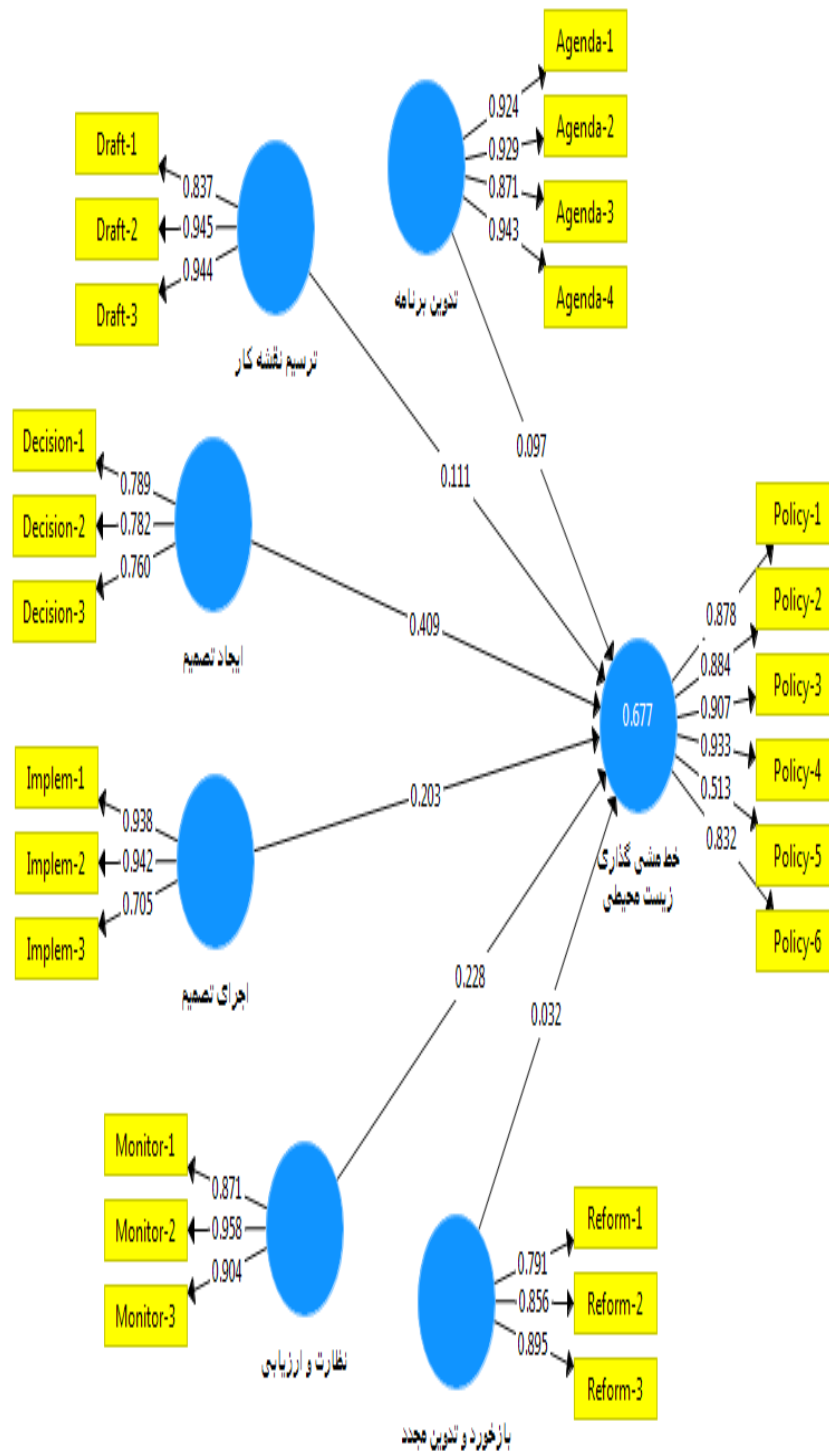 Agenda-1
0.924
Agenda-2
0.929
Agenda-3
0.871
Agenda-4
0.943
تدوین برنامه
Draft-1
0.837
Draft-2
0.945
Draft-3
0.944
ترسیم نقشه کار
0.097
0.111
Decision-1
0.789
Decision-2
0.782
Decision-3
0.760
ایجاد تصمیم
0.409
Policy-1
0.878
Policy-2
0.884
Policy-3
0.907
Policy-4
0.933
Policy-5
0.513
Policy-6
0.832
0.677
خط مشی گذاری
زیست محیطی
Implem-1
0.938
Implem-2
0.942
Implem-3
0.705
اجرای تصمیم
0.203
0.228
0.032
Monitor-1
0.871
Monitor-2
0.958
Monitor-3
0.904
نظارت و ارزیابی
Reform-1
0.791
Reform-2
0.856
Reform-3
0.895
بازخورد و تدوین مجدد